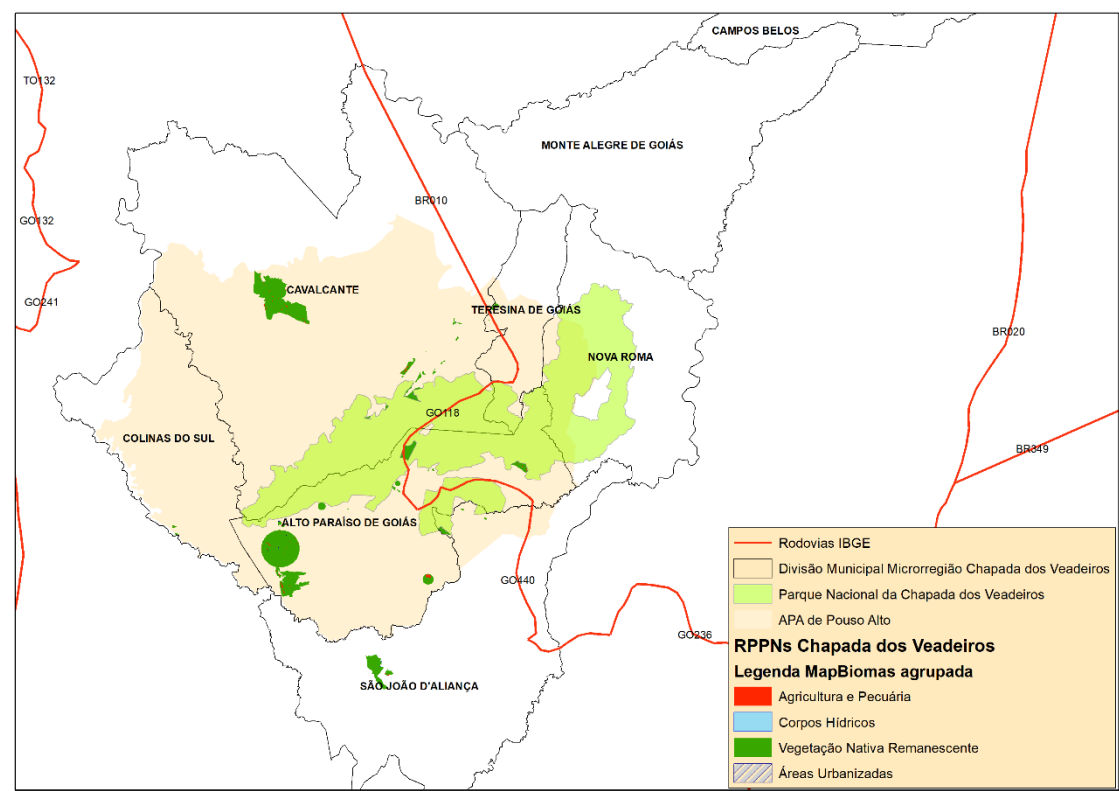 CAMPOS BELOS
TO132
MONTE ALEGRE DE GOIÁS
BR010
GO132
CAVALCANTE
GO241
TERESINA DE GOIÁS
BR020
NOVA ROMA
GO118
COLINAS DO SUL
BR349
ALTO PARAÍSO DE GOIÁS
GO440
GO236
SÃO JOÃO D'ALIANÇA
Rodovias IBGE
Divisão Municipal Microrregião Chapada dos Veadeiros
Parque Nacional da Chapada dos Veadeiros
APA de Pouso Alto
RPPNs Chapada dos Veadeiros
Legenda MapBiomas agrupada
Agricultura e Pecuária
Corpos Hídricos
Vegetação Nativa Remanescente
Áreas Urbanizadas